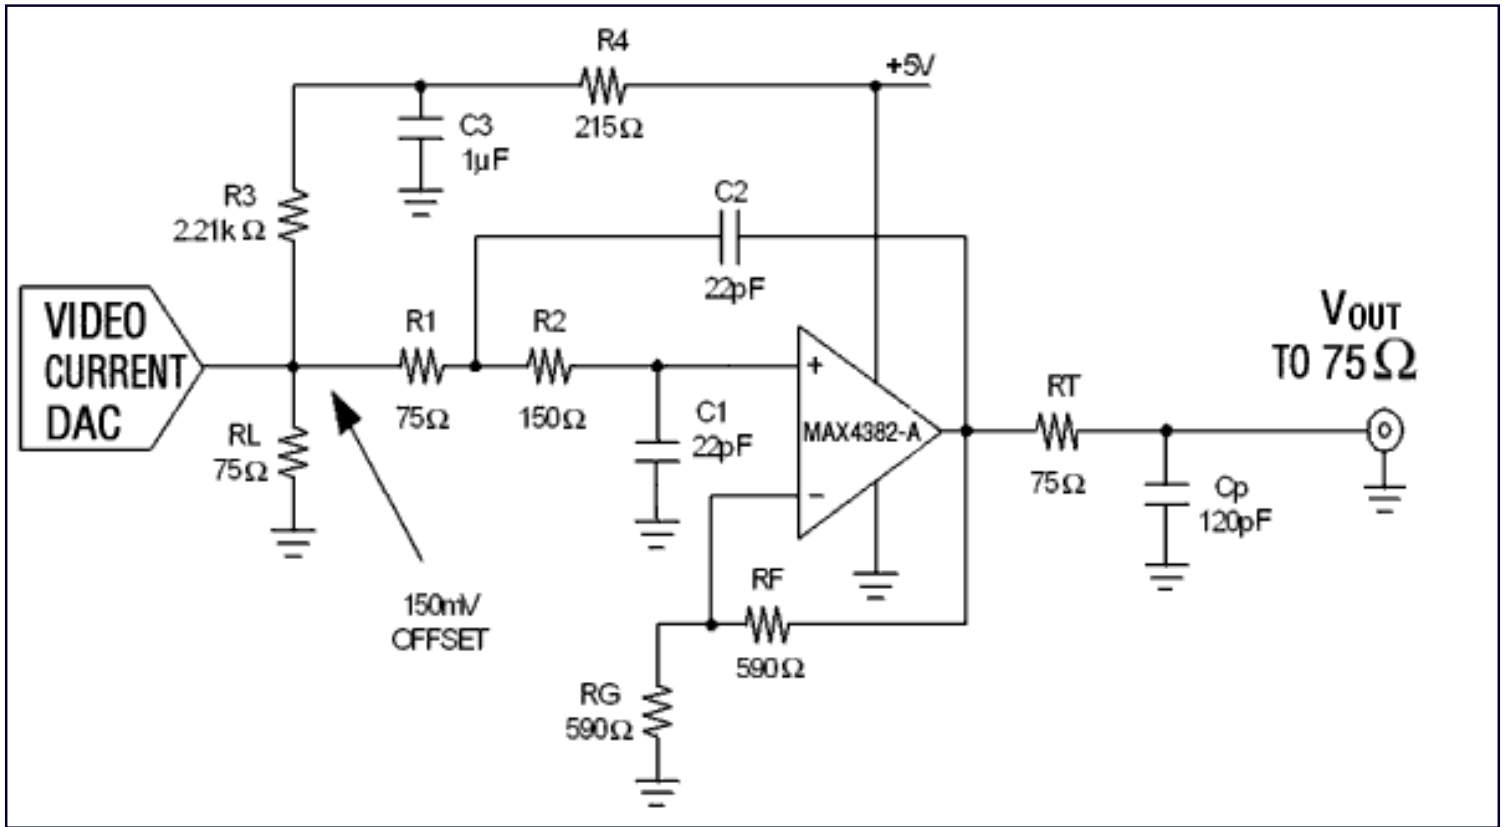 R4
215Ω
+5V
C3
1µF
R3
2.21k Ω
C2
22pF
VIDEO
CURRENT
DAC
R1
75Ω
R2
150Ω
RL
75Ω
C1
22pF
+
MAX4382-A
−
RT
75Ω
VOUT
TO 75Ω
Cp
120pF
150mV
OFFSET
RF
590Ω
RG
590Ω